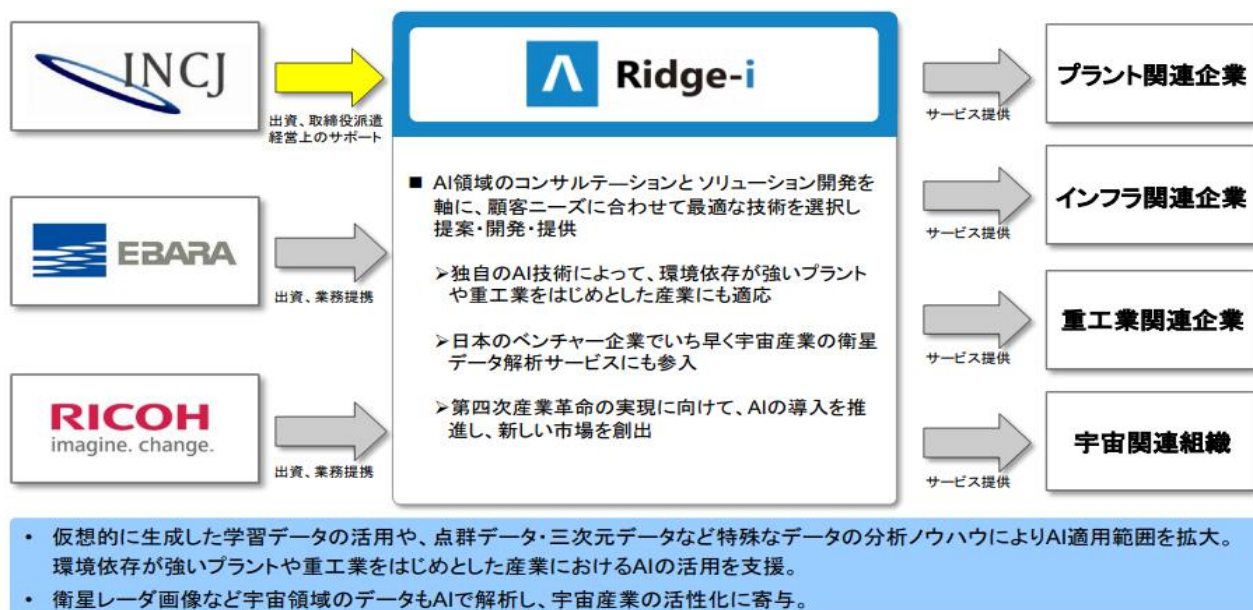 INCJ
出資、取締役派遣
経営上のサポート
EBARA
出資、業務提携
RICOH
imagine. change.
出資、業務提携
Ridge-i
■ AI領域のコンサルテーションとソリューション開発を
軸に、顧客ニーズに合わせて最適な技術を選択し
提案・開発・提供
➢独自のAI技術によって、環境依存が強いプラント
や重工業をはじめとした産業にも適応
➢日本のベンチャー企業でいち早く宇宙産業の衛星
データ解析サービスにも参入
➢第四次産業革命の実現に向けて、AIの導入を推
進し、新しい市場を創出
サービス提供
プラント関連企業
サービス提供
インフラ関連企業
サービス提供
重工業関連企業
サービス提供
宇宙関連組織
• 仮想的に生成した学習データの活用や、点群データ・三次元データなど特殊なデータの分析ノウハウによりAI適用範囲を拡大。
環境依存が強いプラントや重工業をはじめとした産業におけるAIの活用を支援。
• 衛星レーダ画像など宇宙領域のデータもAIで解析し、宇宙産業の活性化に寄与。